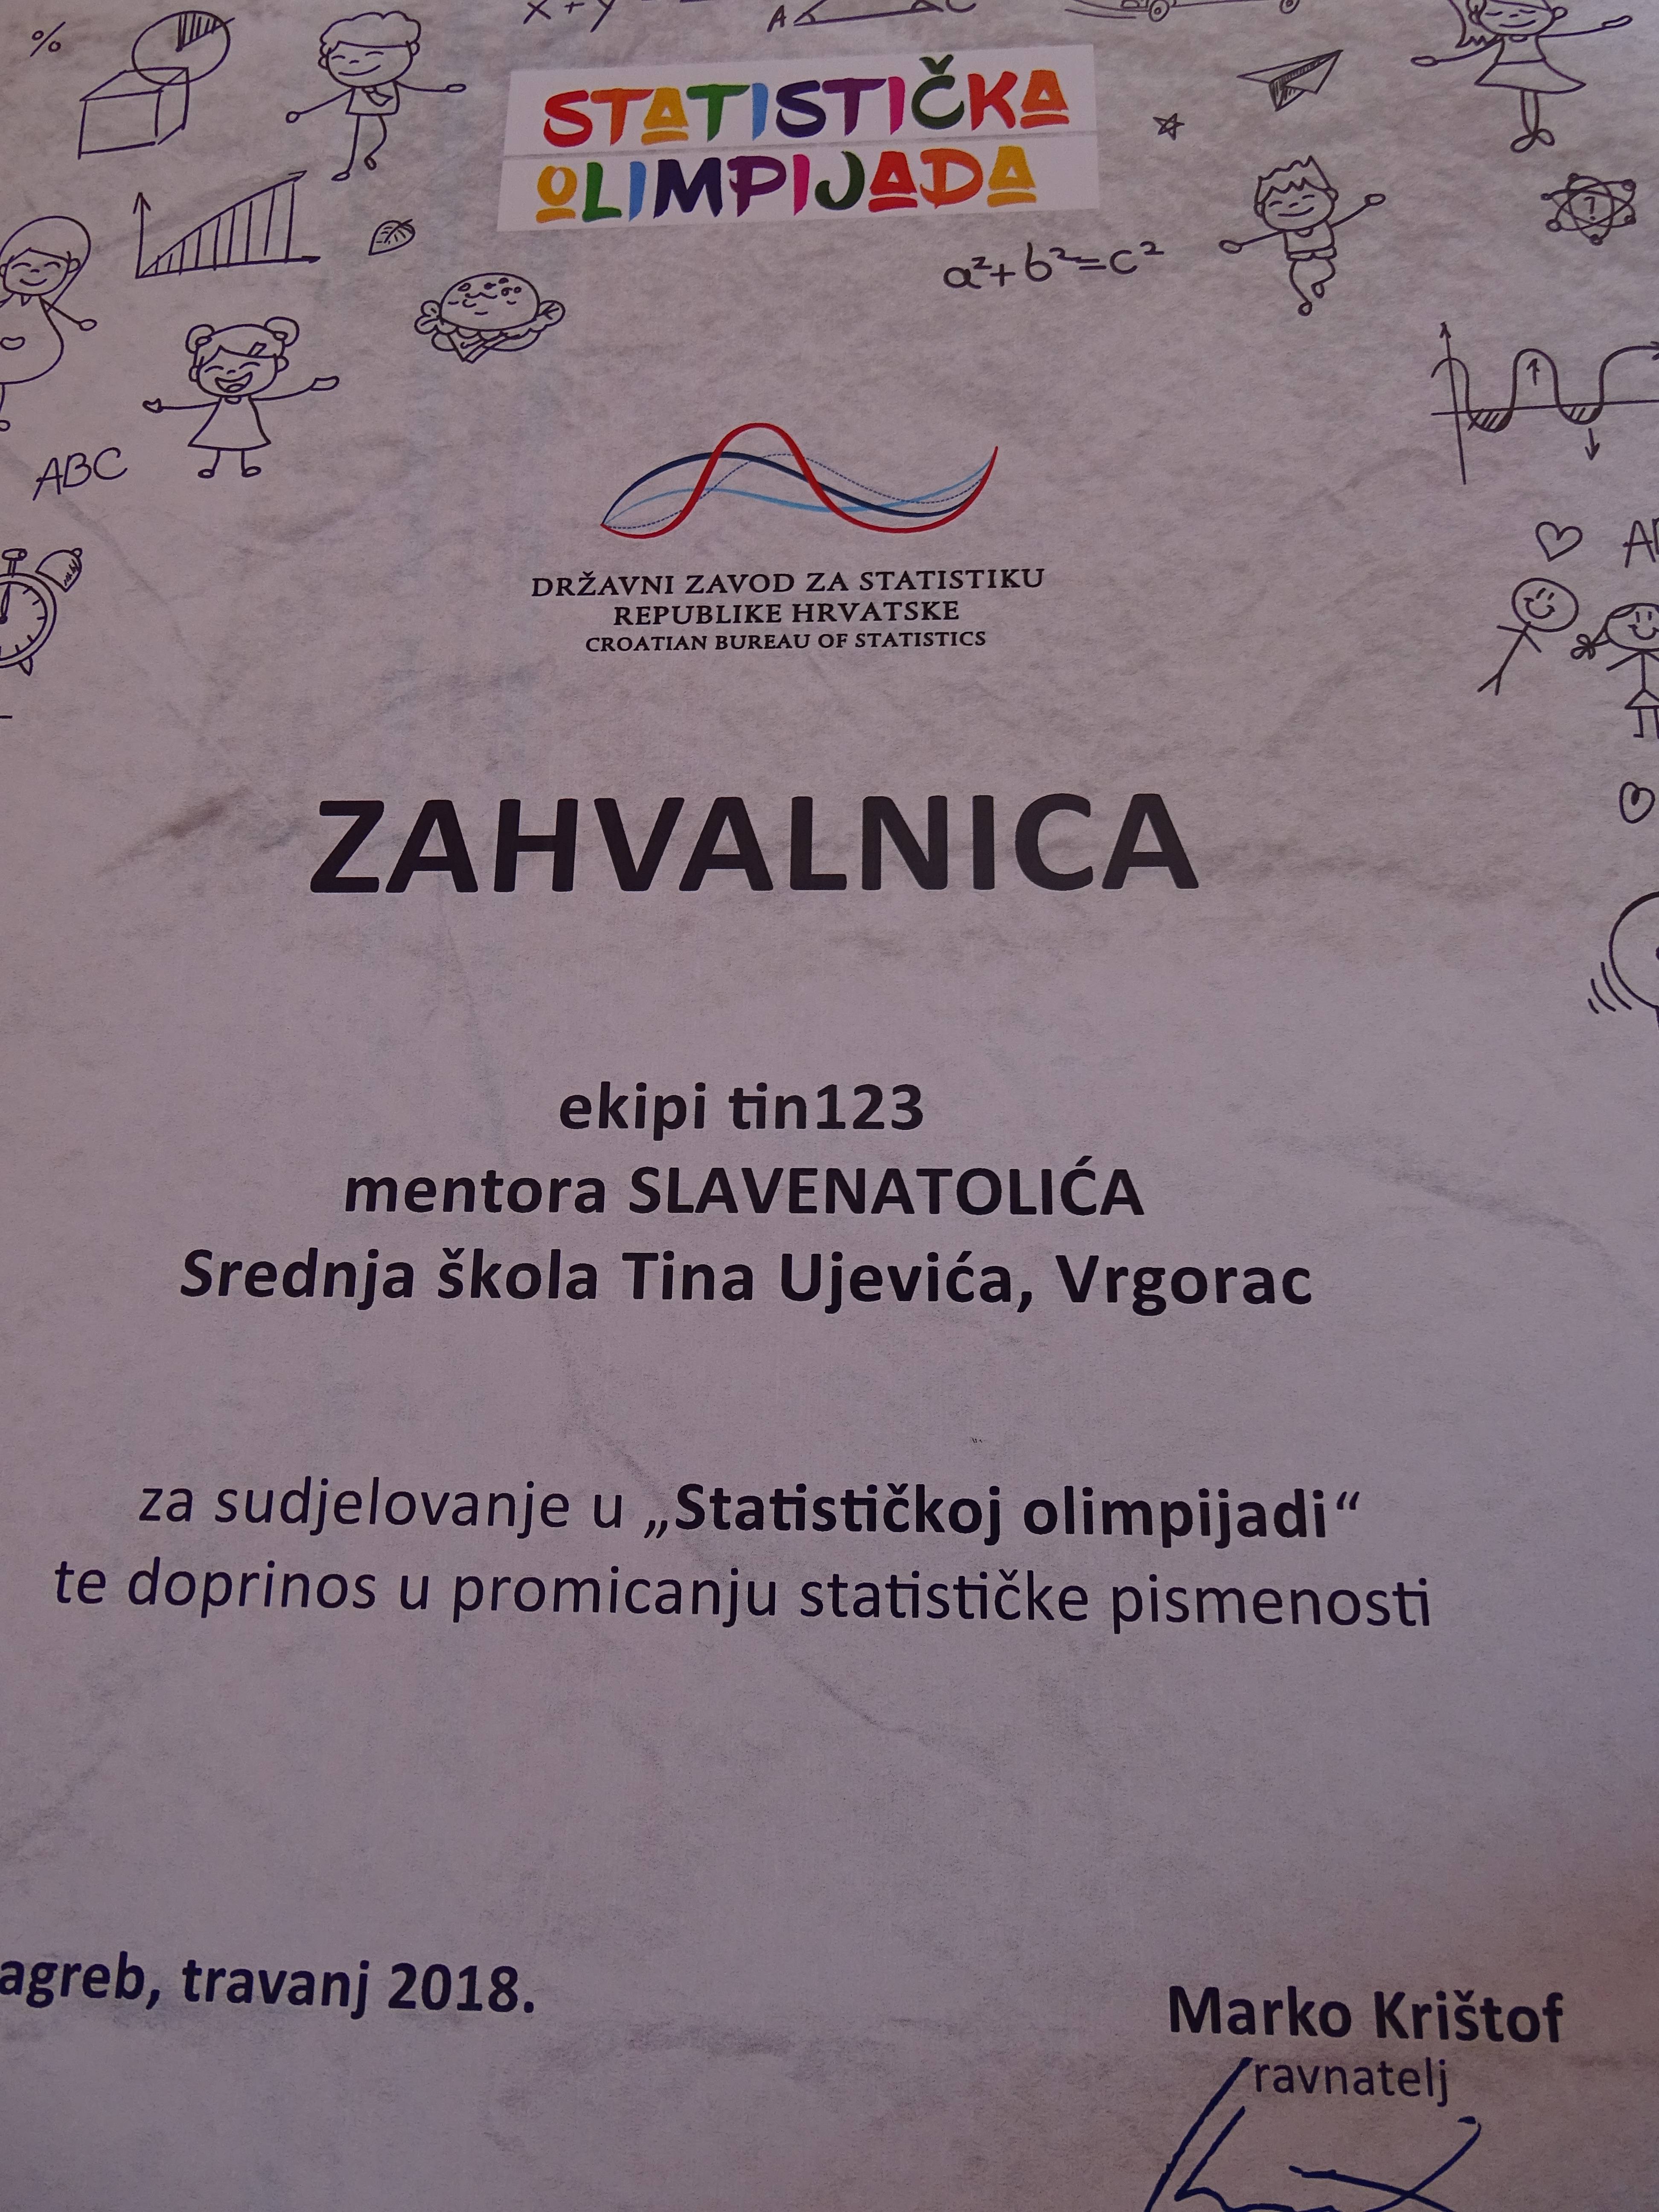 %
x + y
A
C
STATISTIČKA
OLIMPIJADA
a²+b²=c²
?
ABC
DRŽAVNI ZAVOD ZA STATISTIKU
REPUBLIKE HRVATSKE
CROATIAN BUREAU OF STATISTICS
ZAHVALNICA
ekipi tin123
mentora SLAVENATOLIĆA
Srednja škola Tina Ujevića, Vrgorac
za sudjelovanje u „Statističkoj olimpijadi“
te doprinos u promicanju statističke pismenosti
agreb, travanj 2018.
Marko Krištof
ravnatelj